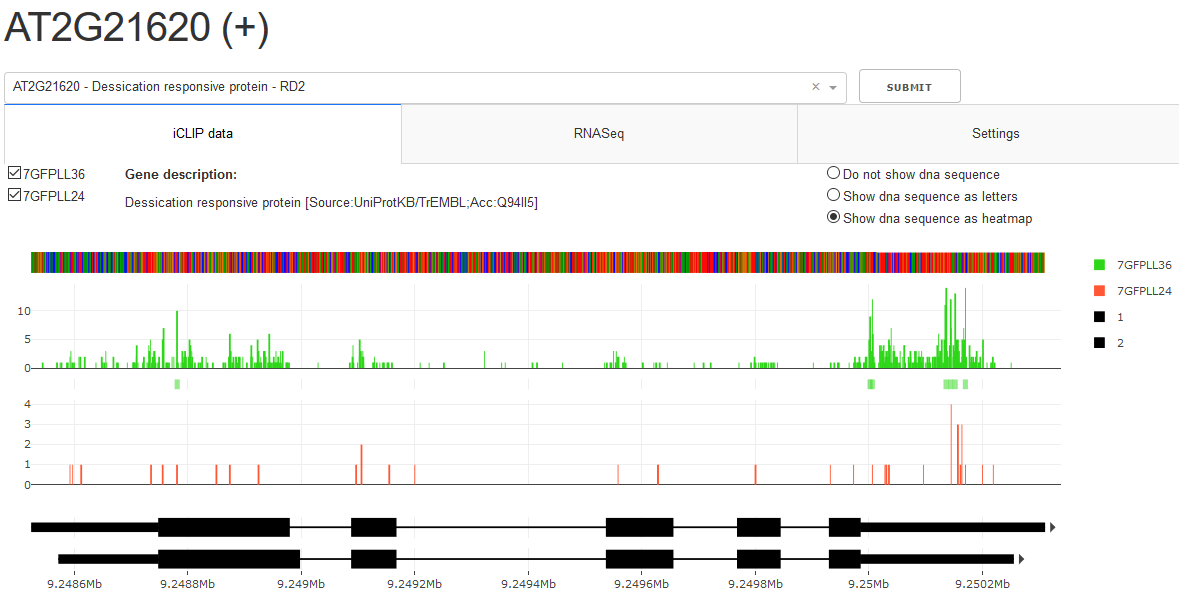 AT2G21620 (+)
AT2G21620 - Dessication responsive protein - RD2 × SUBMIT
iCLIP data RNASeq Settings
7GFPLL36 Gene description: Do not show dna sequence
7GFPLL24 Dessication responsive protein [Source:UniProtKB/TrEMBL;Acc:Q94II5] Show dna sequence as letters
Show dna sequence as heatmap
7GFPLL36
7GFPLL24
1
2
10
5
0
4
3
2
1
0
9.2486Mb 9.2488Mb 9.249Mb 9.2492Mb 9.2494Mb 9.2496Mb 9.2498Mb 9.25Mb 9.2502Mb